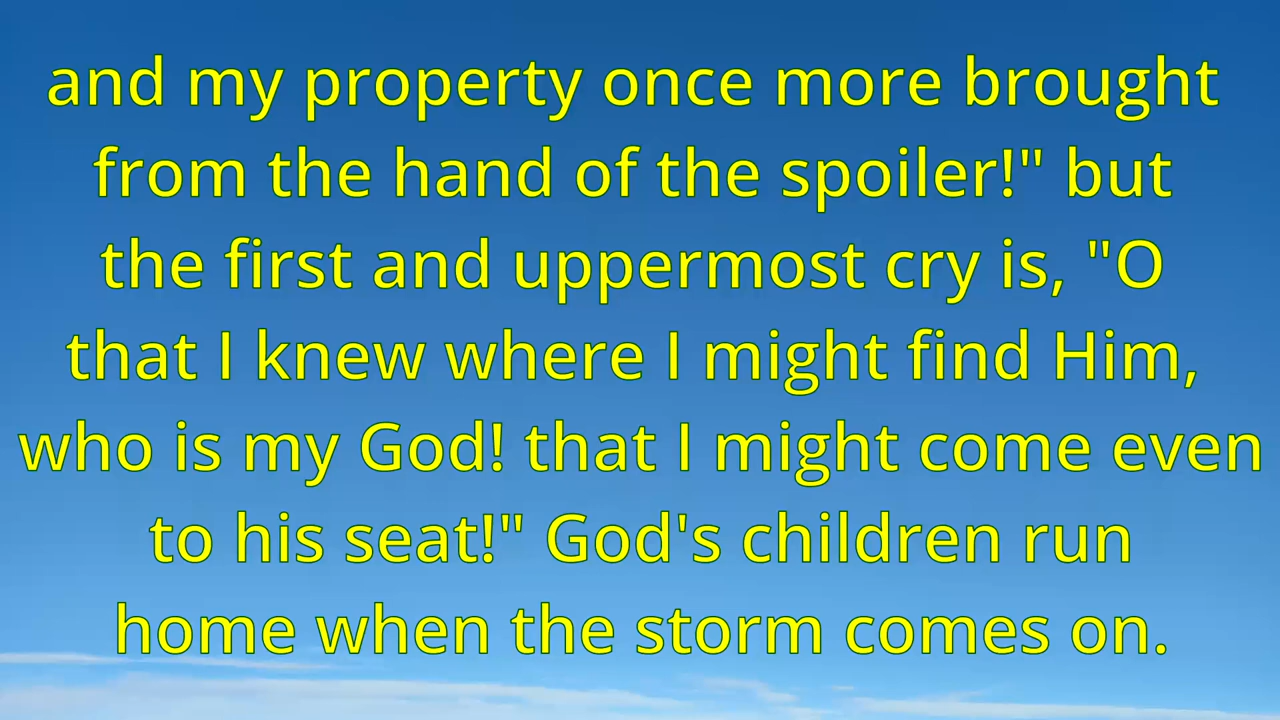 and my property once more brought
from the hand of the spoiler!" but
the first and uppermost cry is, "O
that I knew where I might find Him,
who is my God! that I might come even
to his seat!" God's children run
home when the storm comes on.